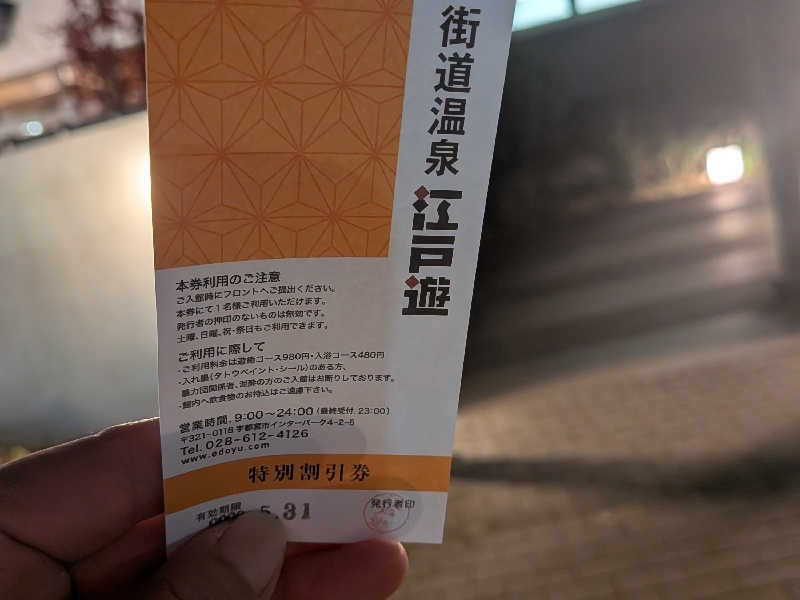 街道温泉 江戸遊
本券利用のご注意
ご入館時にフロントへご提出ください。
本券にて1名様ご利用いただけます。
発行者の押印のないものは無効です。
土曜、日曜、祝・祭日もご利用できます。
ご利用に際して
・ご利用料金は遊湯コース980円・入浴コース480円
・入れ墨(タトウペイント・シール)のある方、
暴力団関係者、泥酔の方のご入館はお断りしております。
・館内へ飲食物のお持込はご遠慮下さい。
営業時間. 9:00〜24:00(最終受付. 23:00)
〒321-0118 宇都宮市インターパーク4-2-5
Tel. 028-612-4126
www.edoyu.com
特別割引券
有効期限
5.31
発行者印